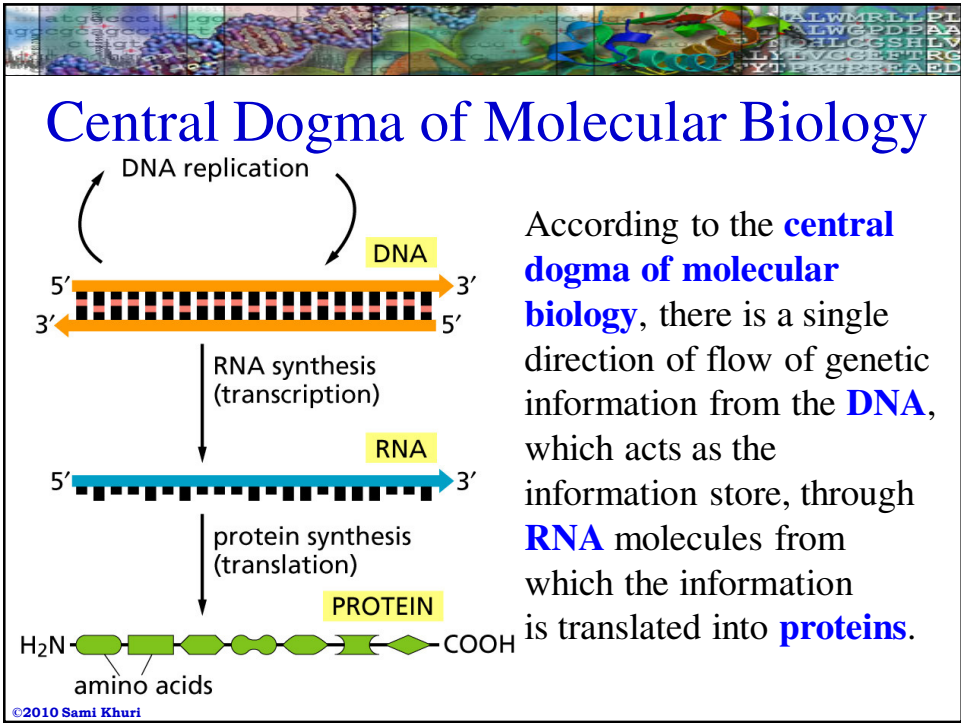 ALWMRLLPL
ALWGPDPAA
LYLVCGERG
Central Dogma of Molecular Biology
DNA replication
DNA
5′ 3′
3′ 5′
RNA synthesis
(transcription)
RNA
5′ 3′
protein synthesis
(translation)
PROTEIN
H₂N COOH
amino acids
According to the central
dogma of molecular
biology, there is a single
direction of flow of genetic
information from the DNA,
which acts as the
information store, through
RNA molecules from
which the information
is translated into proteins.
©2010 Sami Khuri